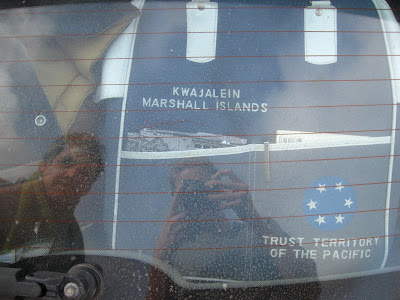 KWAJALEIN
MARSHALL ISLANDS
TRUST TERRITORY
OF THE PACIFIC